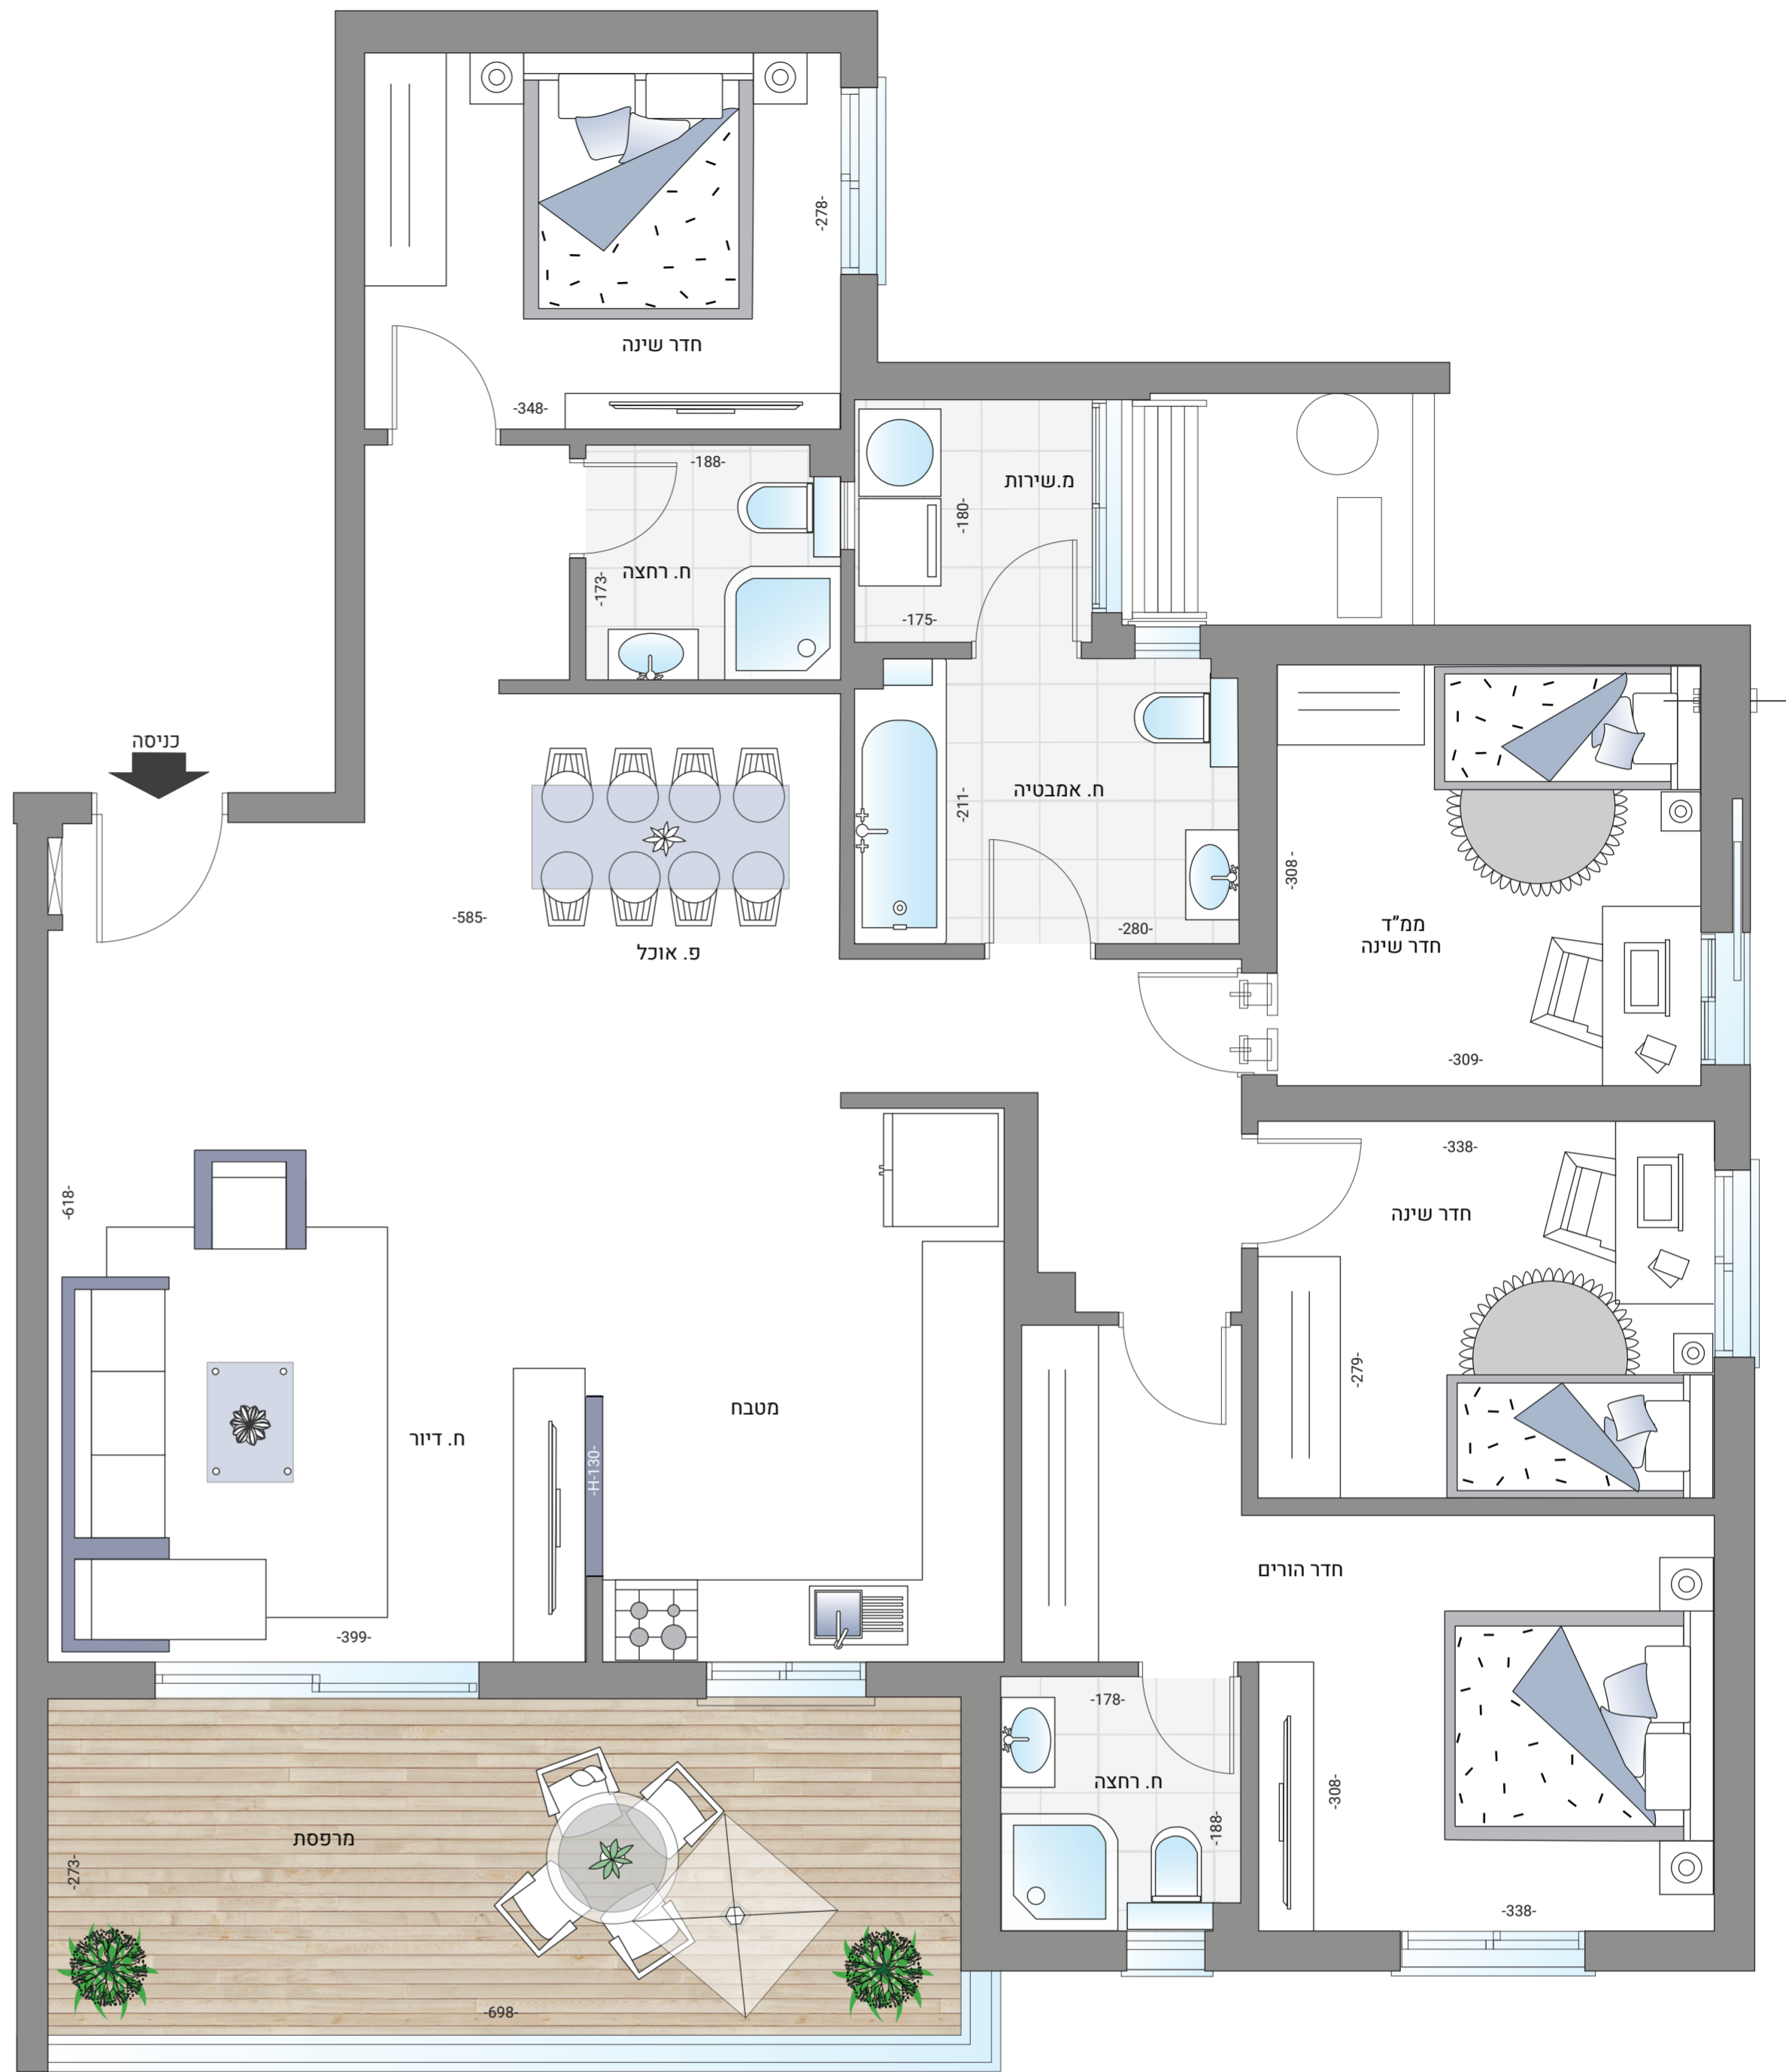 -278-
חדר שינה
-348-
-188-
מ.שירות
-180-
-173-
ח. רחצה
-175-
כניסה
-211-
ח. אמבטיה
-308-
-585-
-280-
פ. אוכל
ממ"ד
חדר שינה
-309-
-338-
-618-
חדר שינה
-279-
מטבח
ח. דיור
-H-130-
חדר הורים
-399-
-178-
ח. רחצה
-308-
-188-
מרפסת
-273-
-338-
-698-